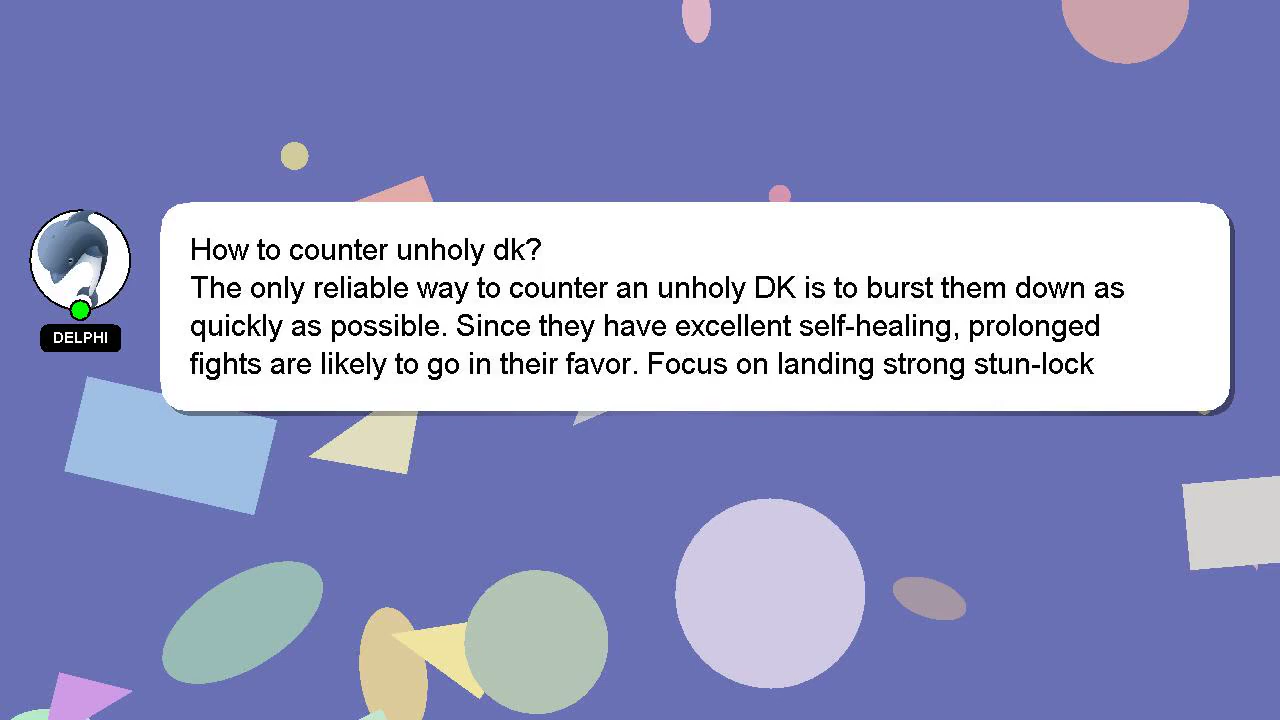 How to counter unholy dk?
The only reliable way to counter an unholy DK is to burst them down as
quickly as possible. Since they have excellent self-healing, prolonged
fights are likely to go in their favor. Focus on landing strong stun-lock
DELPHI